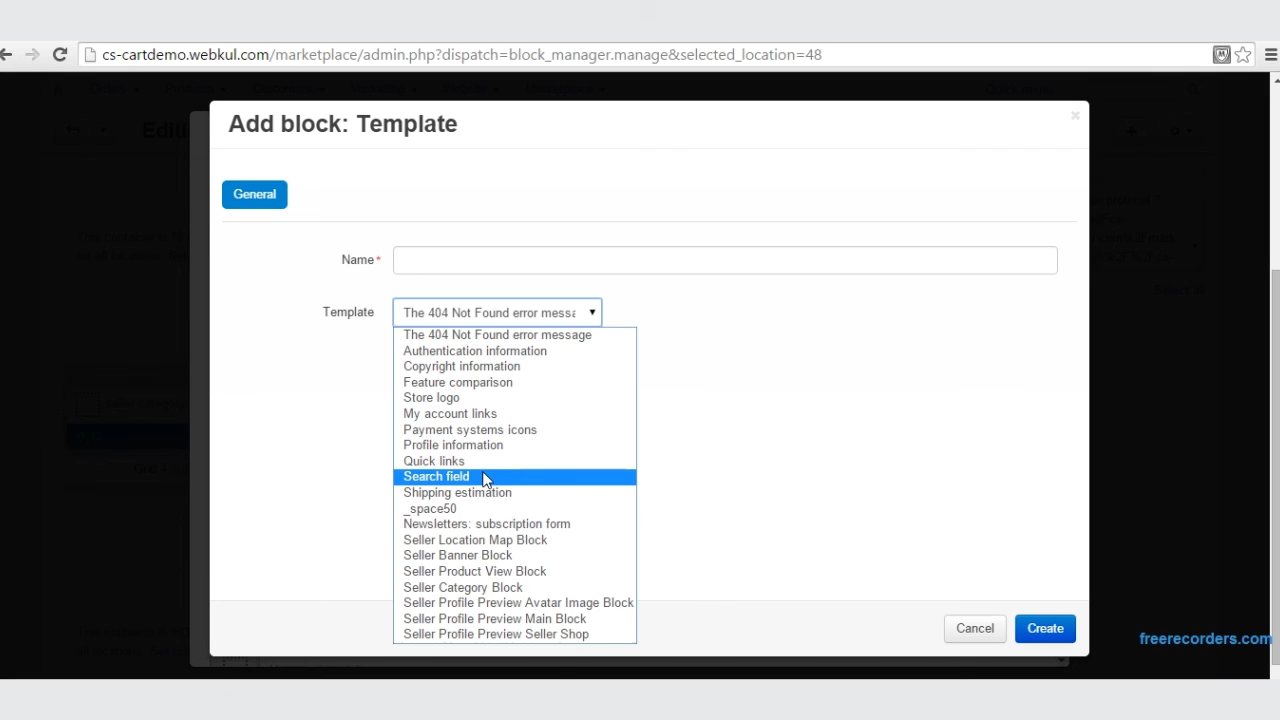 cs-cartdemo.webkul.com/marketplace/admin.php?dispatch=block_manager.manage&selected_location=48
Add block: Template
×
General
Name*
Template
The 404 Not Found error messa
The 404 Not Found error message
Authentication information
Copyright information
Feature comparison
Store logo
My account links
Payment systems icons
Profile information
Quick links
Search field
Shipping estimation
_space50
Newsletters: subscription form
Seller Location Map Block
Seller Banner Block
Seller Product View Block
Seller Category Block
Seller Profile Preview Avatar Image Block
Seller Profile Preview Main Block
Seller Profile Preview Seller Shop
Cancel
Create
freerecorders.com